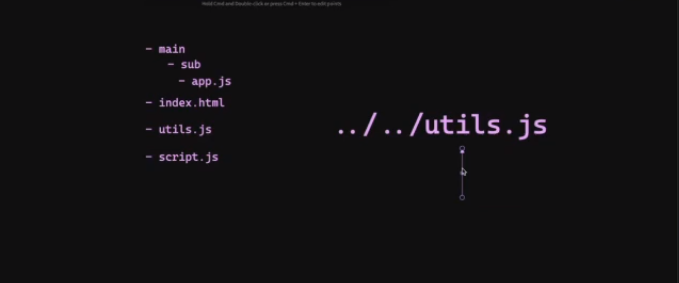 Hold Cmd and Double click or press Cmd + Enter to edit points
- main
- sub
- app.js
- index.html
- utils.js
- script.js
../../utils.js